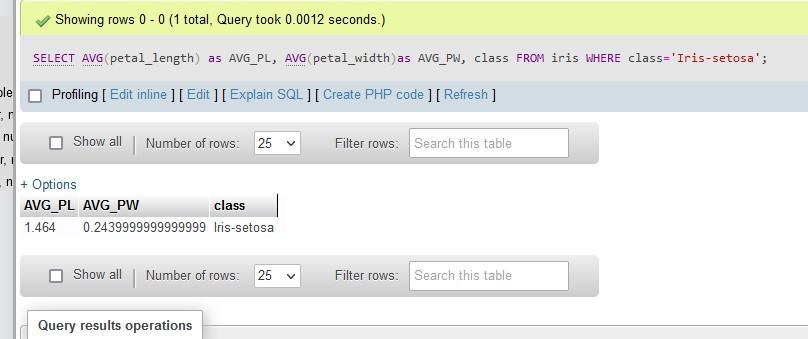 Showing rows 0 - 0 (1 total, Query took 0.0012 seconds.)
SELECT AVG(petal_length) as AVG_PL, AVG(petal_width)as AVG_PW, class FROM iris WHERE class='Iris-setosa';
Profiling [ Edit inline ] [ Edit ] [ Explain SQL ] [ Create PHP code ] [ Refresh ]
Show all Number of rows: 25 Filter rows: Search this table
+ Options
AVG_PL AVG_PW class
1.464 0.2439999999999999 Iris-setosa
Show all Number of rows: 25 Filter rows: Search this table
Query results operations